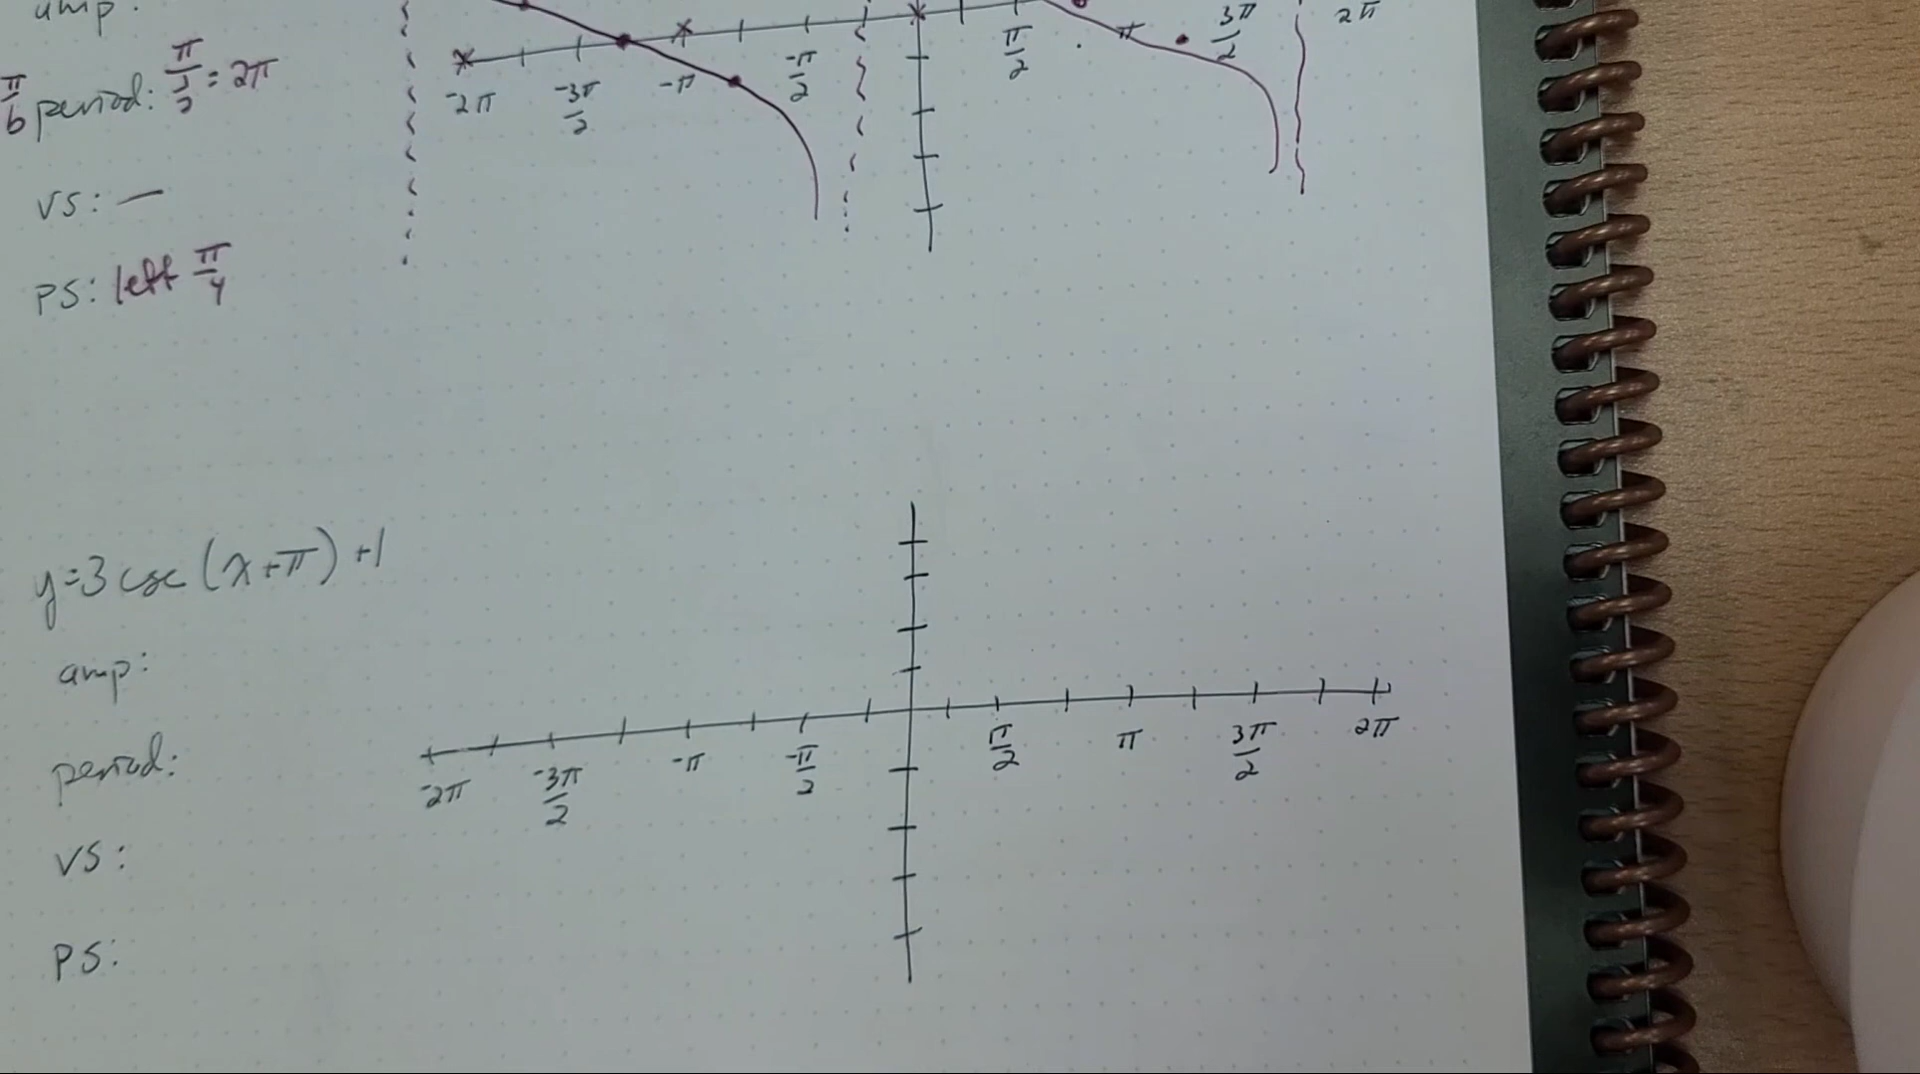 amp:
-2π -3π/2 -π -π/2 π/2 π 3π/2 2π
π/6 period: π/(1/2) = 2π
VS: —
PS: left π/4
y=3csc(x+π)+1
amp:
period:
-2π -3π/2 -π -π/2 π/2 π 3π/2 2π
VS:
PS: